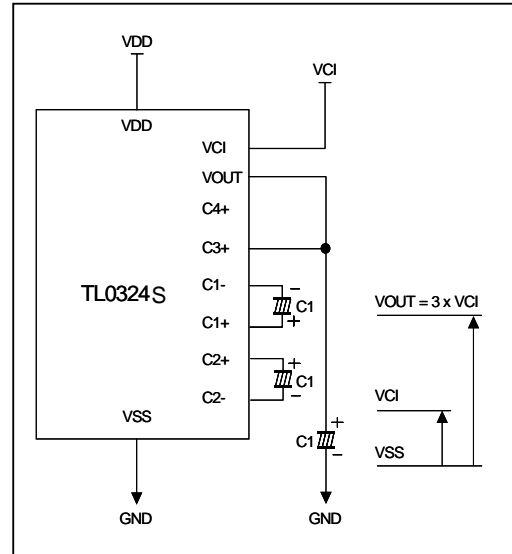 VDD
VCI
VDD
VCI
VOUT
C4+
C3+
TL0324S
C1-
−
C1
+
C1+
VOUT = 3 x VCI
C2+
+
C1
−
C2-
VCI
VSS
+
C1
−
VSS
GND
GND